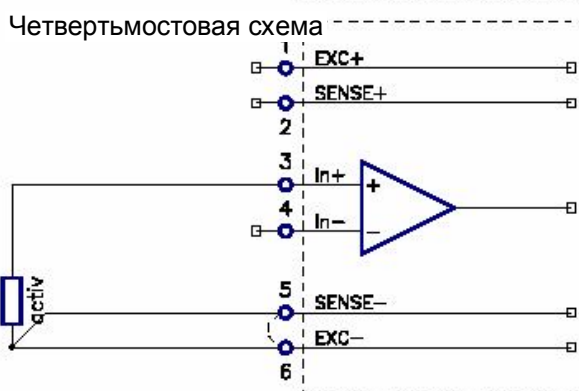 Четвертьмостовая схема
1
EXC+
SENSE+
2
3
In+
+
4
In−
−
5
SENSE−
activ
EXC−
6